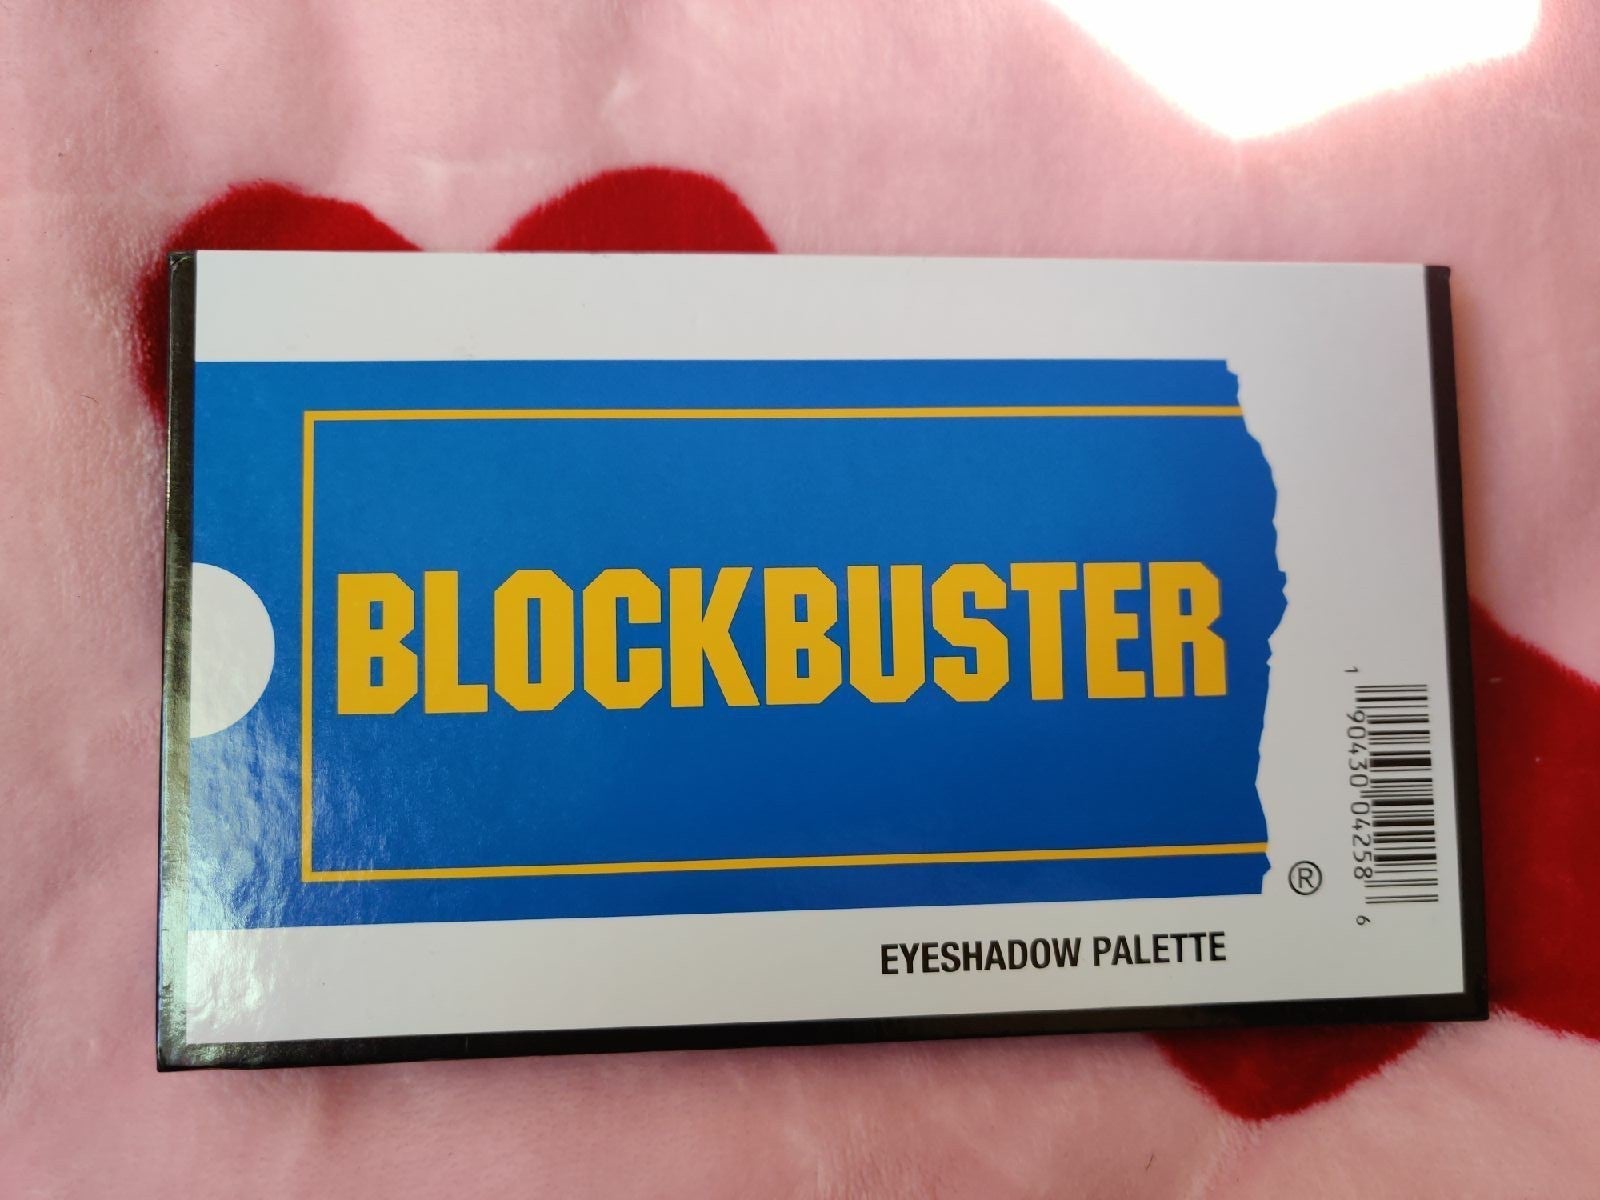 BLOCKBUSTER
®
EYESHADOW PALETTE
1 90430 04258 6